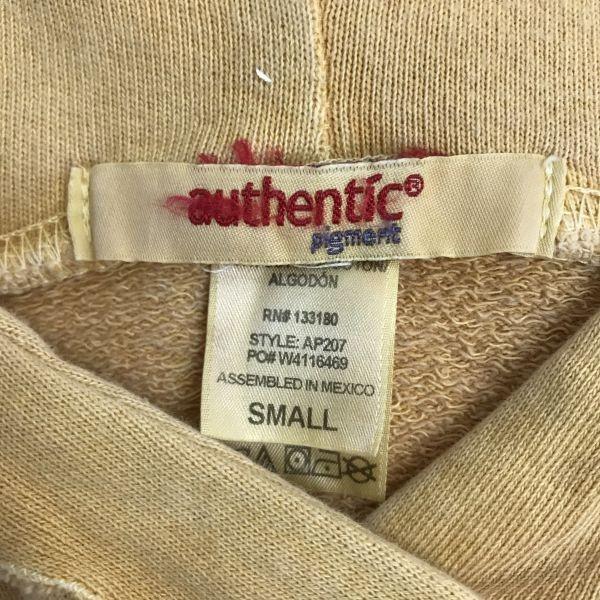 authentic®
pigment
ALGODÓN
RN# 133180
STYLE: AP207
PO# W4116469
ASSEMBLED IN MEXICO
SMALL